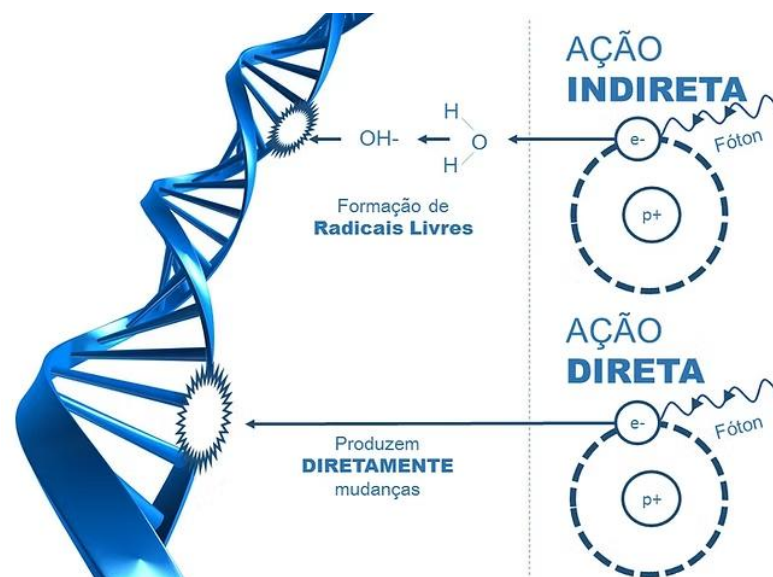 AÇÃO
INDIRETA
Fóton
e-
p+
H
O
H
OH-
Formação de
Radicais Livres
AÇÃO
DIRETA
Fóton
e-
p+
Produzem
DIRETAMENTE
mudanças